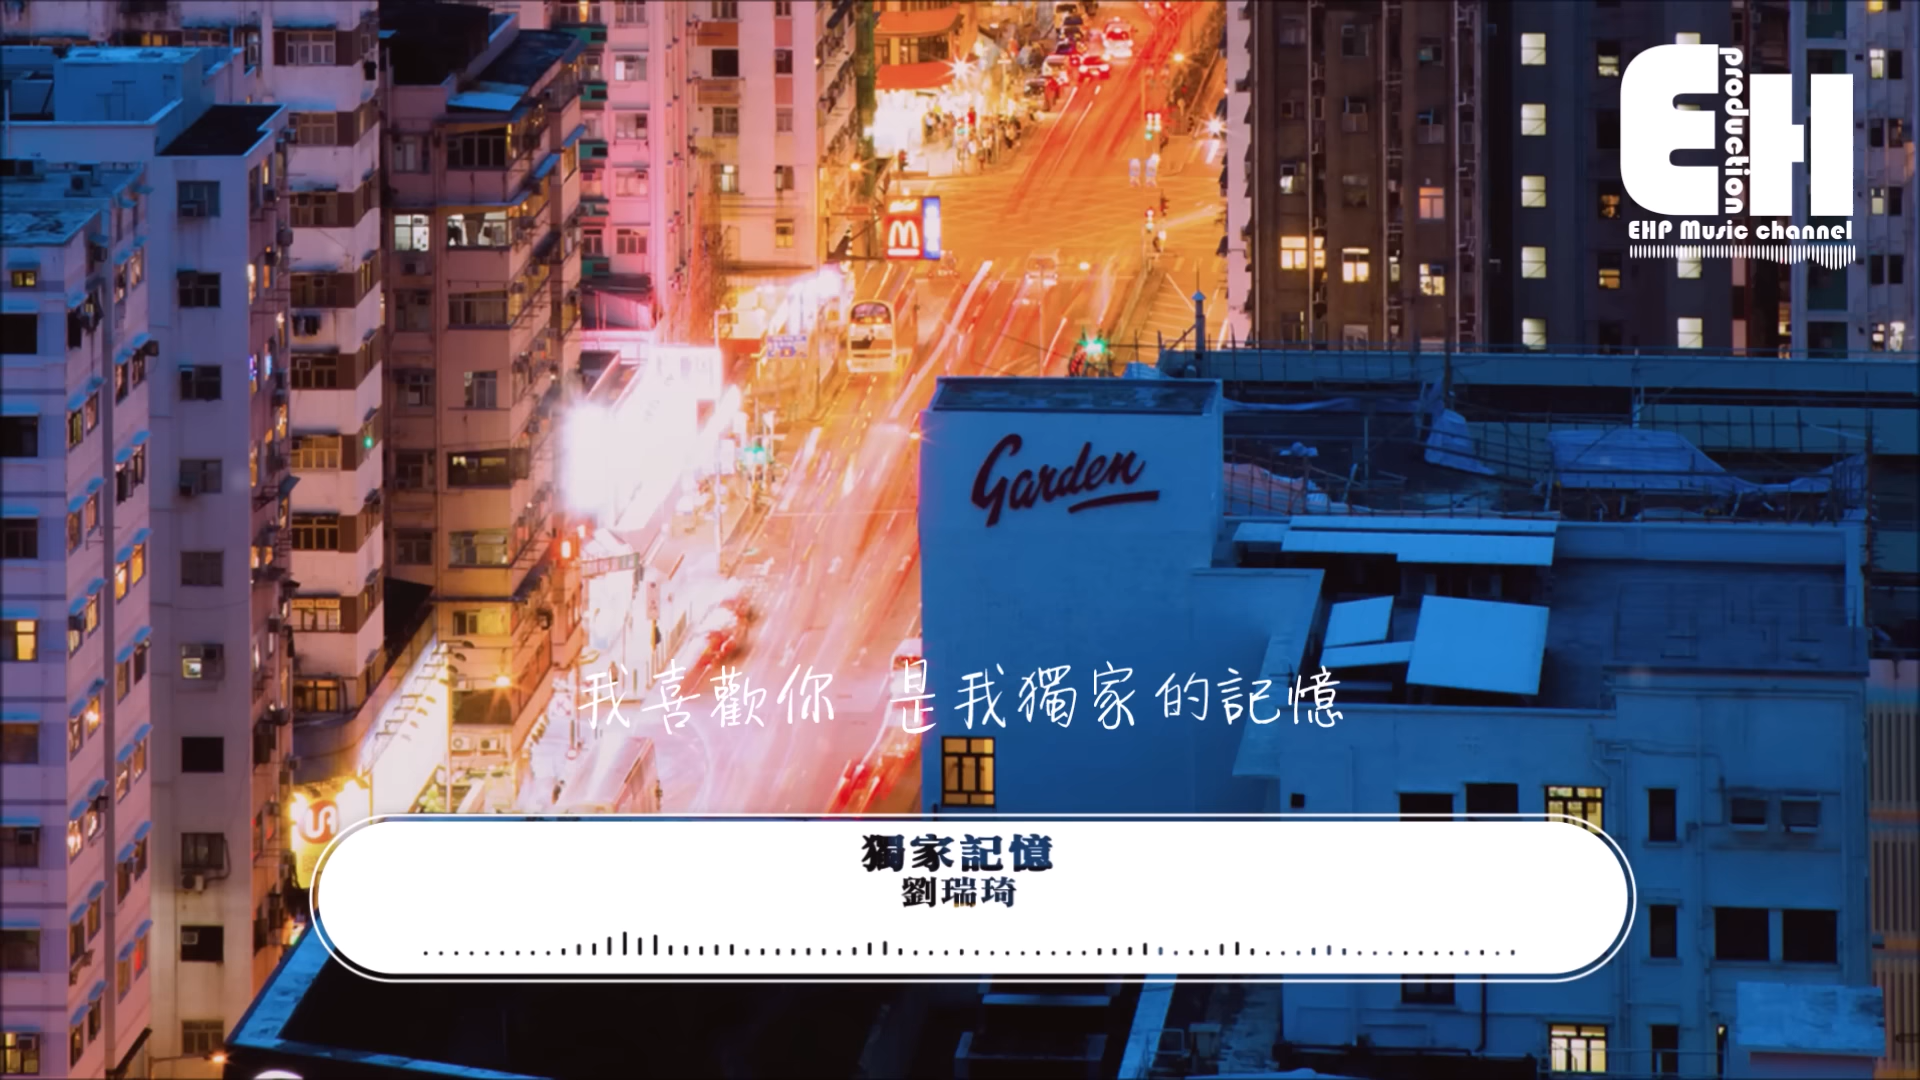 production
EH
EHP Music channel
Garden
我喜歡你 是我獨家的記憶
獨家記憶
劉瑞琦